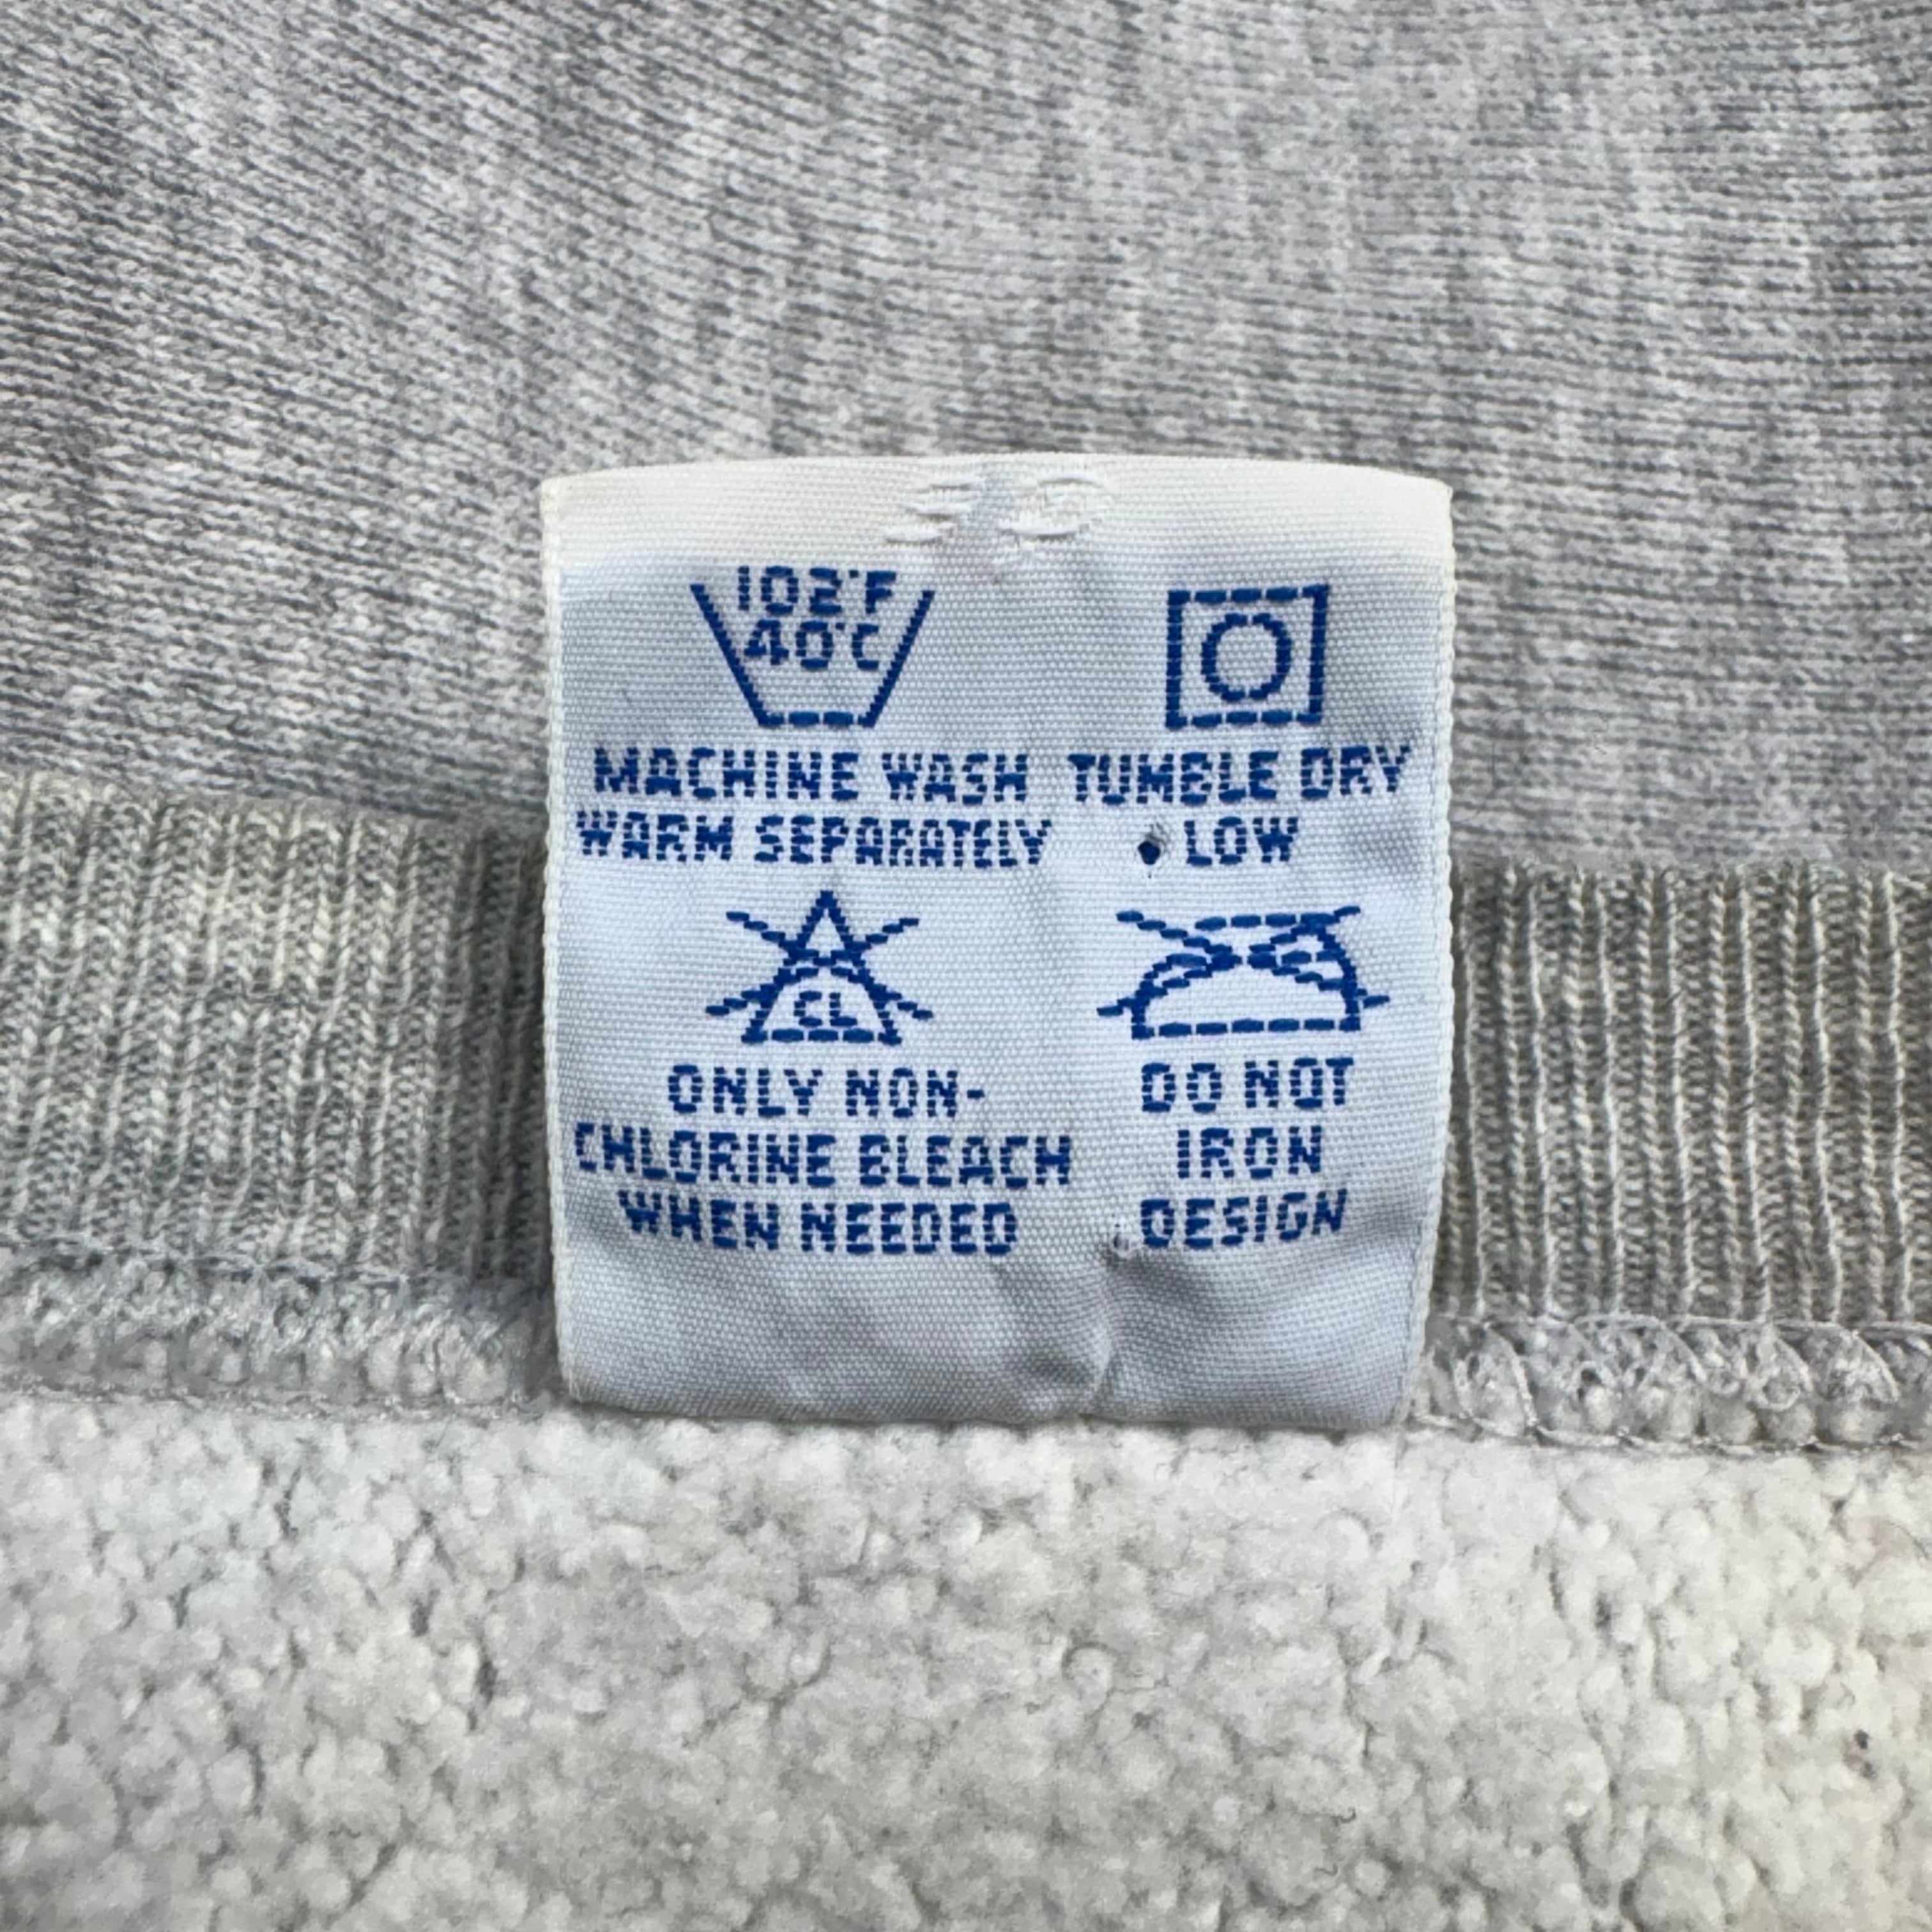 102°F
40°C
MACHINE WASH
WARM SEPARATELY
TUMBLE DRY
LOW
CL
ONLY NON-
CHLORINE BLEACH
WHEN NEEDED
DO NOT
IRON
DESIGN